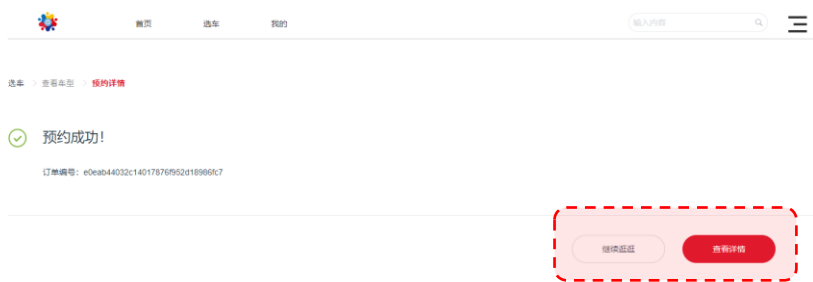 首页 选车 我的 输入内容
选车 > 查看车型 > 预约详情
预约成功!
订单编号: e0eab44032c14017876f952d18986fc7
继续逛逛 查看详情